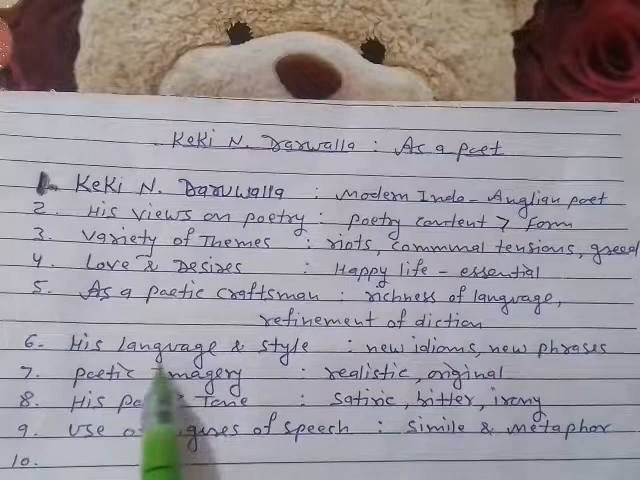 Keki N. Darwalla : As a poet
1. Keki N. Daruwalla : Modern Indo-Anglian poet
2. His views on poetry : poetry content > form
3. Variety of Themes : riots, communal tensions, greed
4. Love & Desires : Happy life - essential
5. As a poetic craftsman : richness of language,
refinement of diction
6. His language & style : new idioms, new phrases
7. poetic imagery : realistic, original
8. His Tone : satiric, bitter, irony
9. Use of speech : simile & metaphor
10.